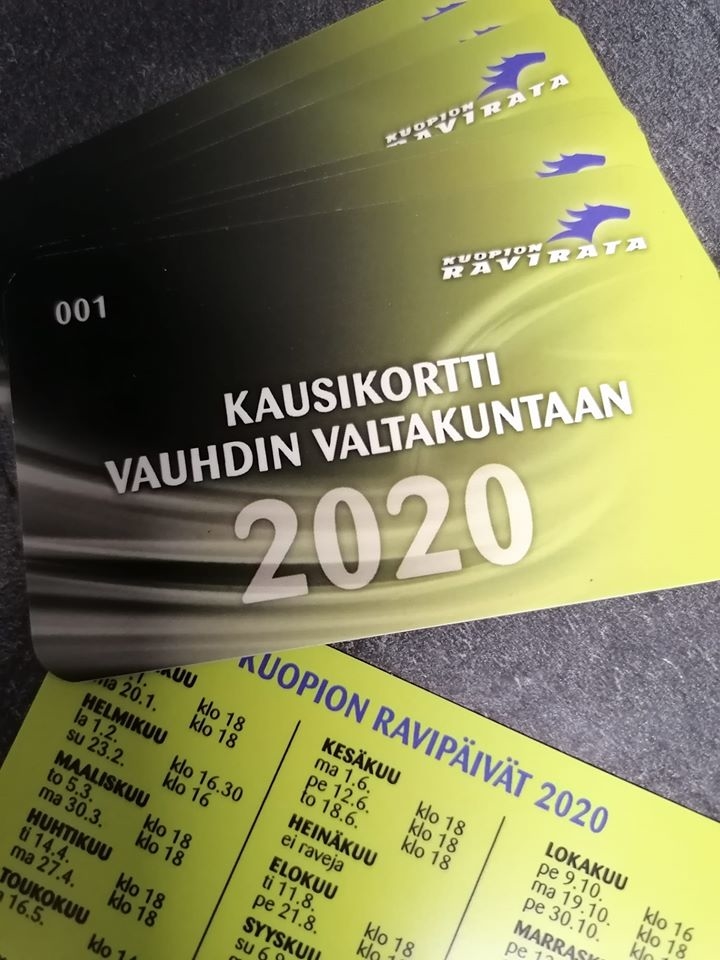 KUOPION
RAVIRATA
KUOPION
RAVIRATA
001
KAUSIKORTTI
VAUHDIN VALTAKUNTAAN
2020
KUOPION RAVIPÄIVÄT 2020
klo 18
ma 20.1. klo 18
HELMIKUU
la 1.2. klo 16.30
su 23.2. klo 16
MAALISKUU
to 5.3. klo 18
ma 30.3. klo 18
HUHTIKUU
ti 14.4. klo 18
ma 27.4. klo 18
TOUKOKUU
16.5.
KESÄKUU
ma 1.6. klo 18
pe 12.6. klo 18
to 18.6. klo 18
HEINÄKUU
ei raveja
ELOKUU
ti 11.8. klo 18
pe 21.8. klo 18
SYYSKUU
su
LOKAKUU
pe 9.10. klo 16
ma 19.10. klo
pe 30.10.